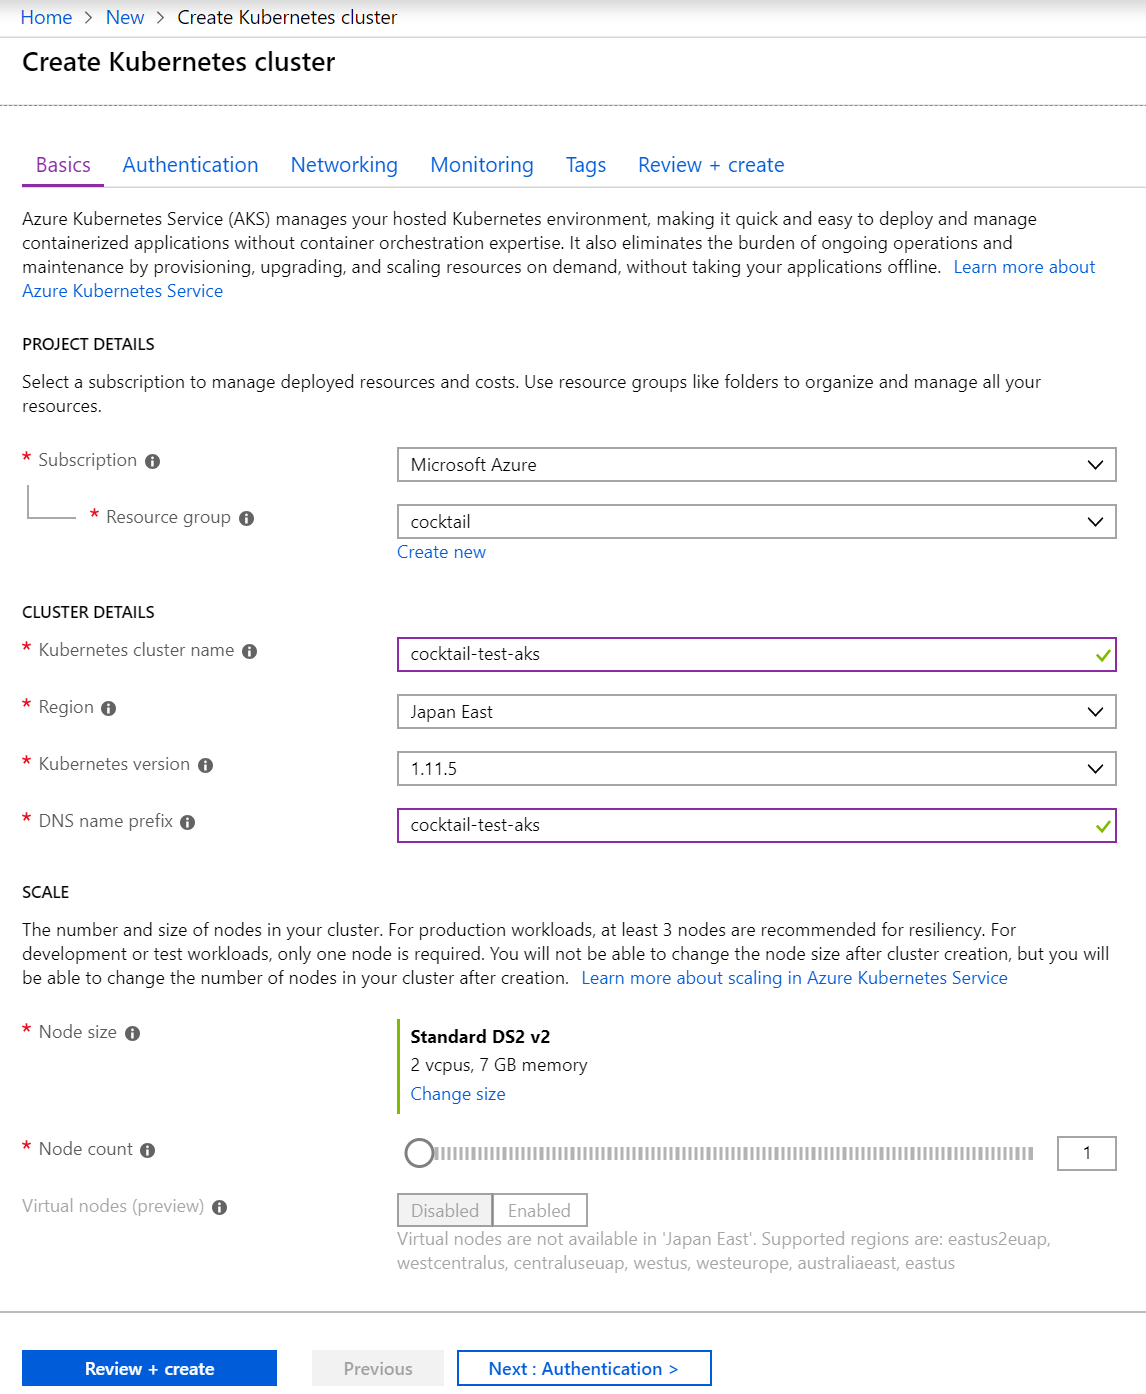 Home > New > Create Kubernetes cluster
Create Kubernetes cluster
Basics Authentication Networking Monitoring Tags Review + create
Azure Kubernetes Service (AKS) manages your hosted Kubernetes environment, making it quick and easy to deploy and manage
containerized applications without container orchestration expertise. It also eliminates the burden of ongoing operations and
maintenance by provisioning, upgrading, and scaling resources on demand, without taking your applications offline. Learn more about
Azure Kubernetes Service
PROJECT DETAILS
Select a subscription to manage deployed resources and costs. Use resource groups like folders to organize and manage all your
resources.
* Subscription Microsoft Azure
* Resource group cocktail
Create new
CLUSTER DETAILS
* Kubernetes cluster name cocktail-test-aks
* Region Japan East
* Kubernetes version 1.11.5
* DNS name prefix cocktail-test-aks
SCALE
The number and size of nodes in your cluster. For production workloads, at least 3 nodes are recommended for resiliency. For
development or test workloads, only one node is required. You will not be able to change the node size after cluster creation, but you will
be able to change the number of nodes in your cluster after creation. Learn more about scaling in Azure Kubernetes Service
* Node size Standard DS2 v2
2 vcpus, 7 GB memory
Change size
* Node count 1
Virtual nodes (preview) Disabled Enabled
Virtual nodes are not available in 'Japan East'. Supported regions are: eastus2euap,
westcentralus, centraluseuap, westus, westeurope, australiaeast, eastus
Review + create Previous Next : Authentication >